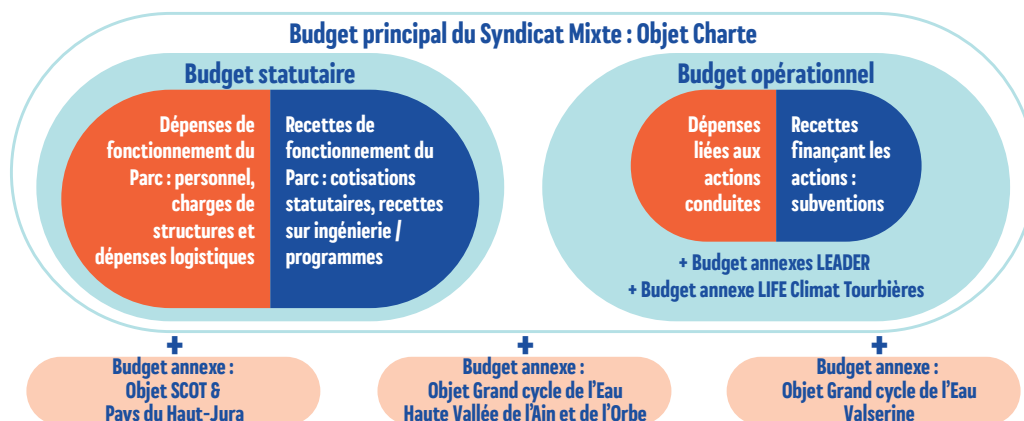 Budget principal du Syndicat Mixte : Objet Charte
Budget statutaire
Dépenses de
fonctionnement du
Parc : personnel,
charges de
structures et
dépenses logistiques
Recettes de
fonctionnement du
Parc : cotisations
statutaires, recettes
sur ingénierie /
programmes
Budget opérationnel
Dépenses
liées aux
actions
conduites
Recettes
finançant les
actions :
subventions
+ Budget annexes LEADER
+ Budget annexe LIFE Climat Tourbières
+
Budget annexe :
Objet SCOT &
Pays du Haut-Jura
+
Budget annexe :
Objet Grand cycle de l'Eau
Haute Vallée de l'Ain et de l'Orbe
+
Budget annexe :
Objet Grand cycle de l'Eau
Valserine